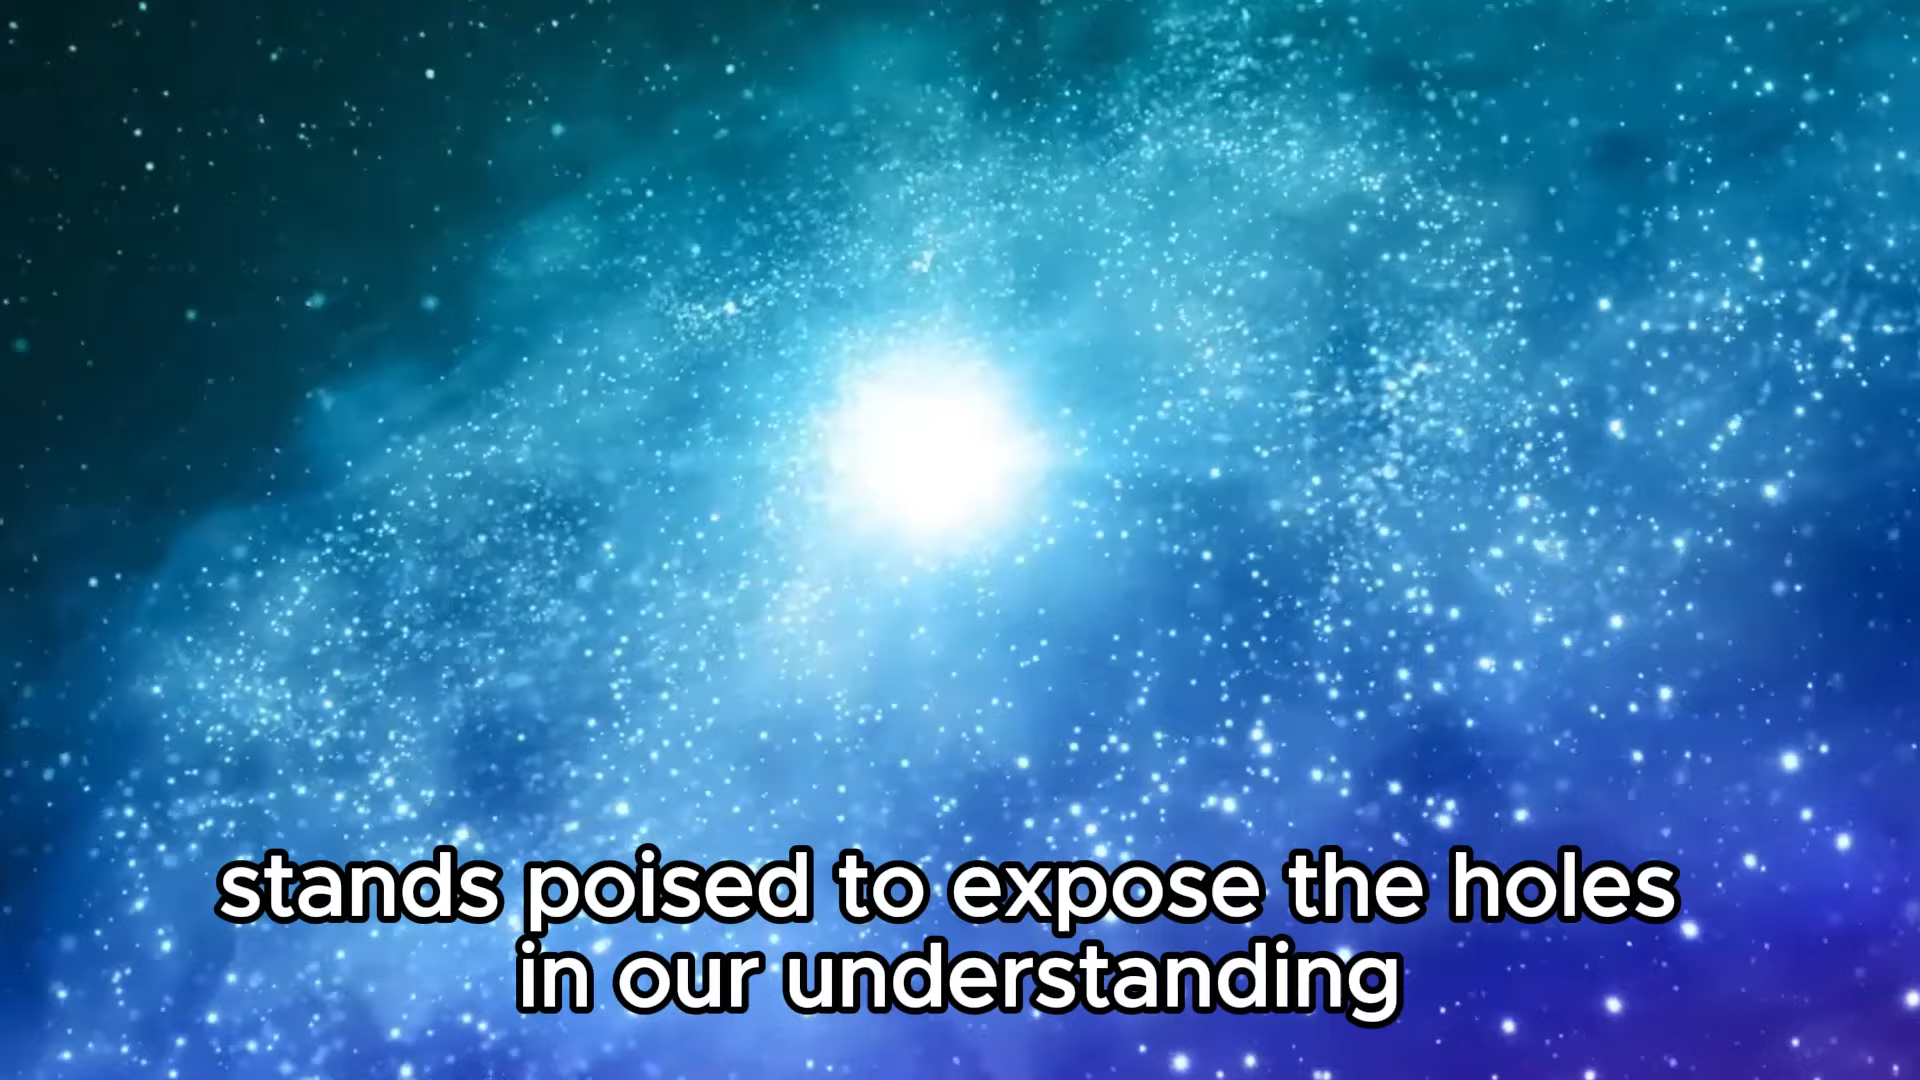 stands poised to expose the holes
in our understanding